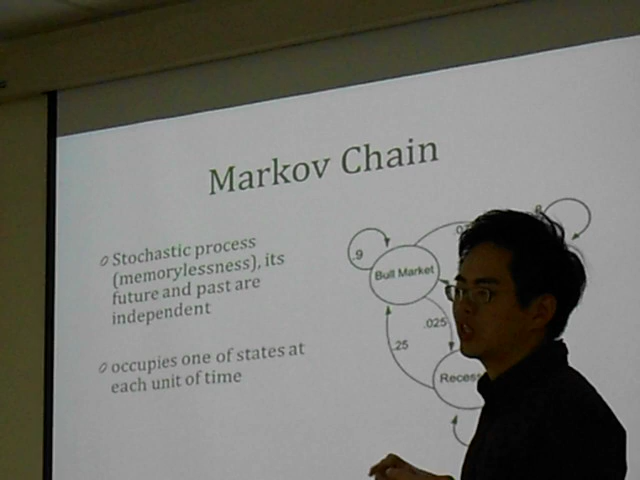 Markov Chain
Stochastic process
(memorylessness), its
future and past are
independent
occupies one of states at
each unit of time
.9
Bull Market
.025
.25